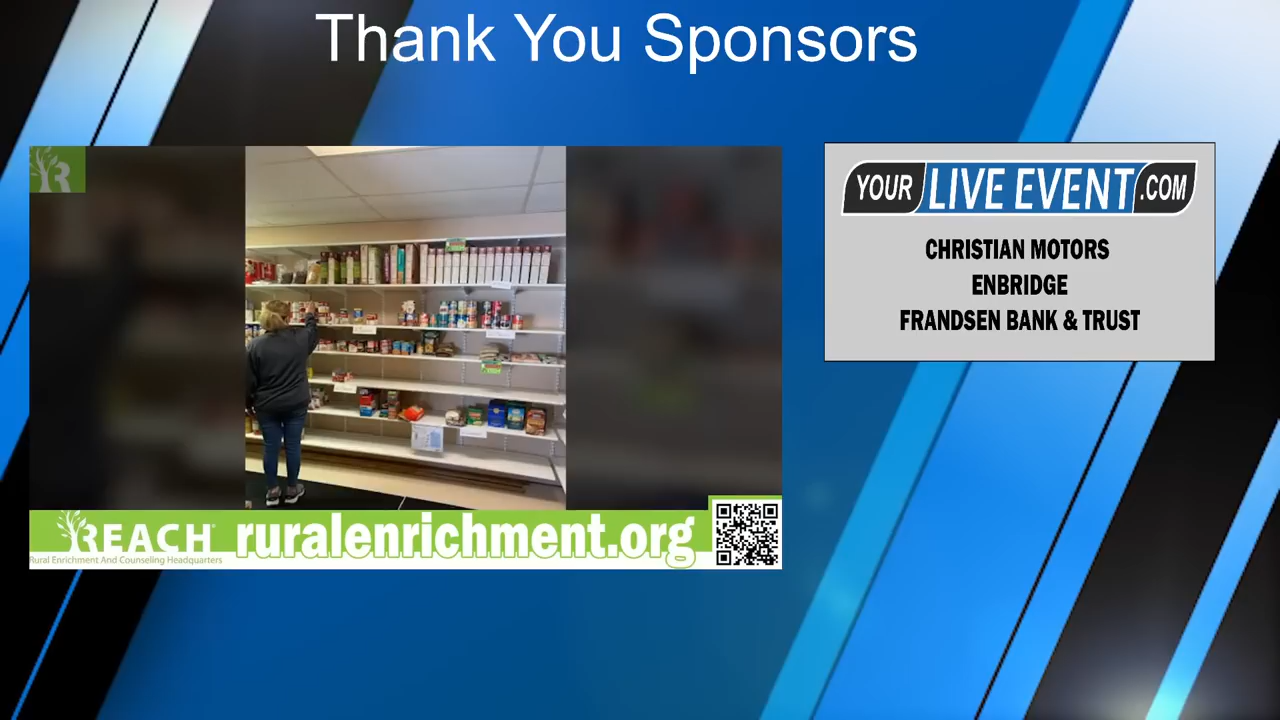 Thank You Sponsors
YOUR LIVE EVENT .COM
CHRISTIAN MOTORS
ENBRIDGE
FRANDSEN BANK & TRUST
R
REACH® ruralenrichment.org
Rural Enrichment And Counseling Headquarters